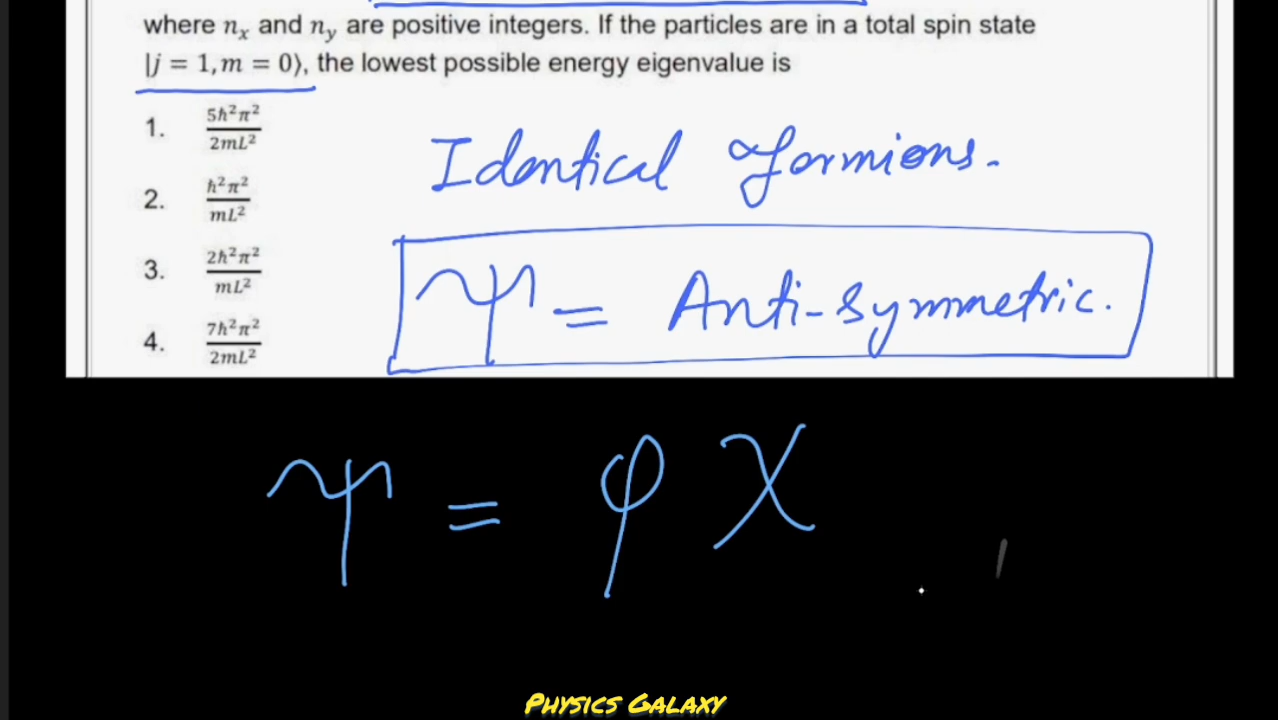 where nₓ and nᵧ are positive integers. If the particles are in a total spin state
|j = 1, m = 0⟩, the lowest possible energy eigenvalue is
1. 5ħ²π²/2mL²
2. ħ²π²/mL²
3. 2ħ²π²/mL²
4. 7ħ²π²/2mL²
Identical fermions.
Ψ = Anti-symmetric.
Ψ = φ χ
PHYSICS GALAXY